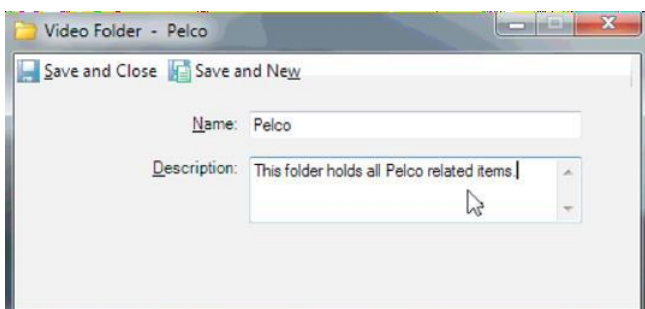 Video Folder - Pelco
Save and Close Save and New
Name: Pelco
Description: This folder holds all Pelco related items.